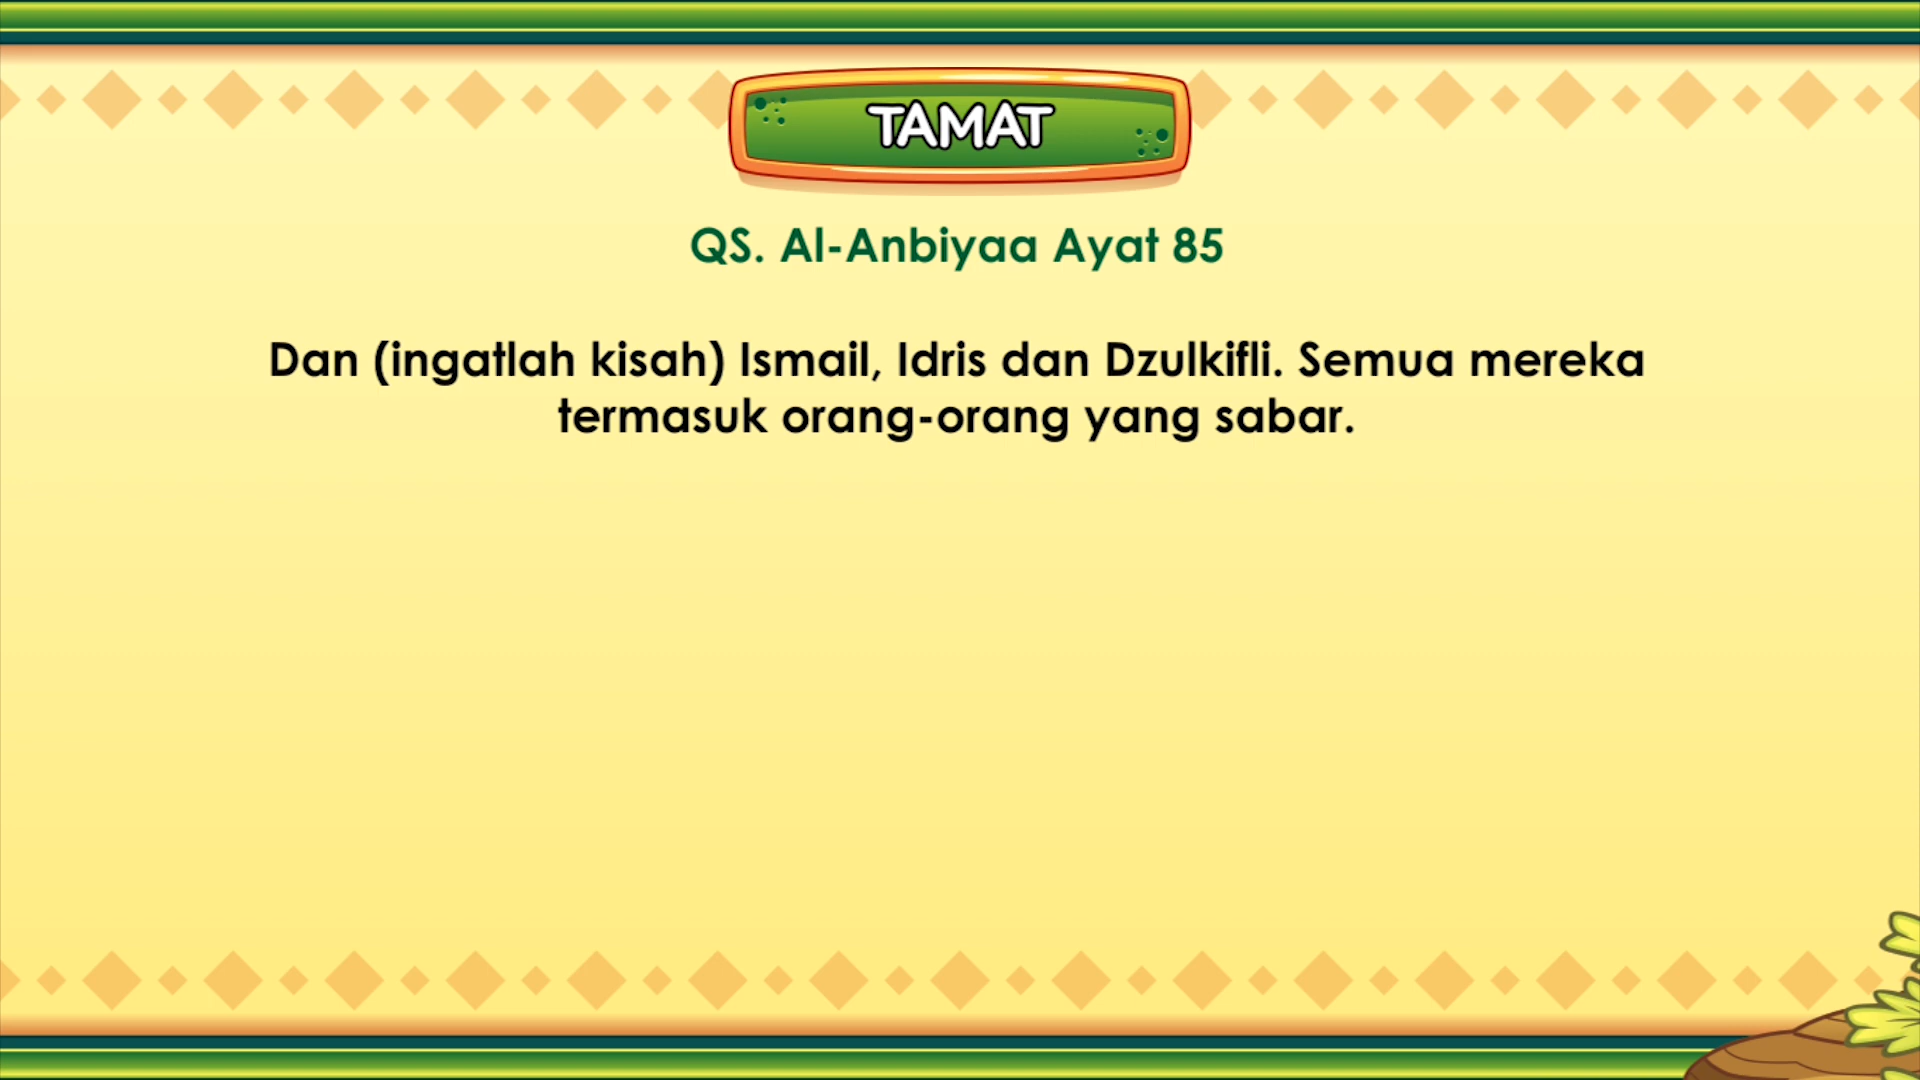 TAMAT
QS. Al-Anbiyaa Ayat 85
Dan (ingatlah kisah) Ismail, Idris dan Dzulkifli. Semua mereka
termasuk orang-orang yang sabar.